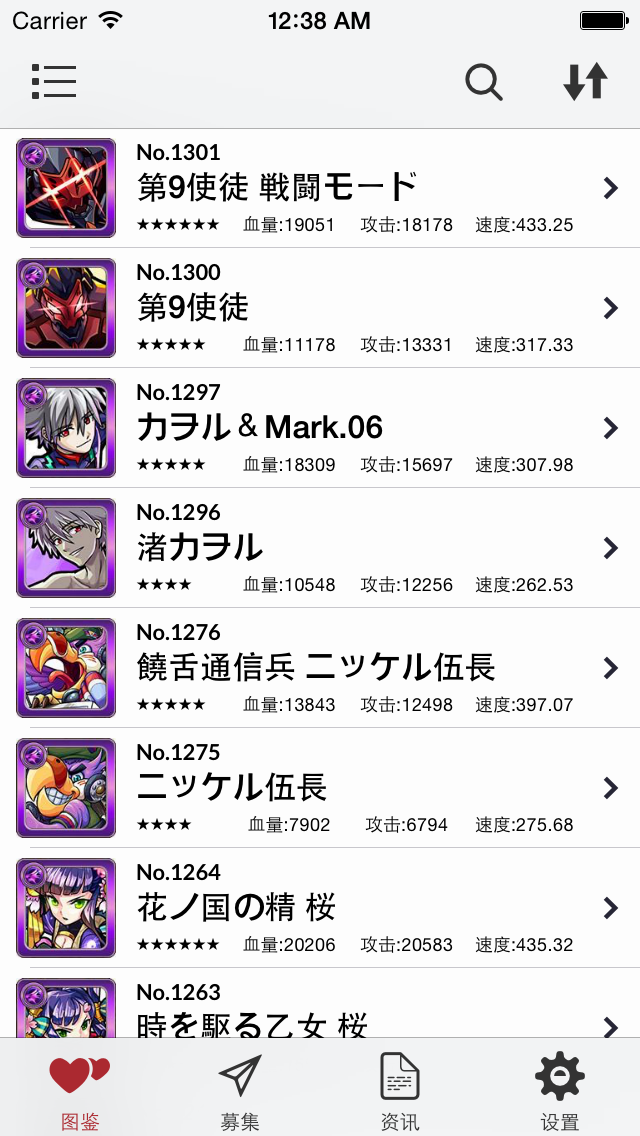 Carrier 12:38 AM
No.1301
第9使徒 戦闘モード
★★★★★★ 血量:19051 攻击:18178 速度:433.25
No.1300
第9使徒
★★★★★ 血量:11178 攻击:13331 速度:317.33
No.1297
カヲル＆Mark.06
★★★★★ 血量:18309 攻击:15697 速度:307.98
No.1296
渚カヲル
★★★★ 血量:10548 攻击:12256 速度:262.53
No.1276
饒舌通信兵 ニッケル伍長
★★★★★ 血量:13843 攻击:12498 速度:397.07
No.1275
ニッケル伍長
★★★★ 血量:7902 攻击:6794 速度:275.68
No.1264
花ノ国の精 桜
★★★★★★ 血量:20206 攻击:20583 速度:435.32
No.1263
時を駆る乙女 桜
图鉴 募集 资讯 设置